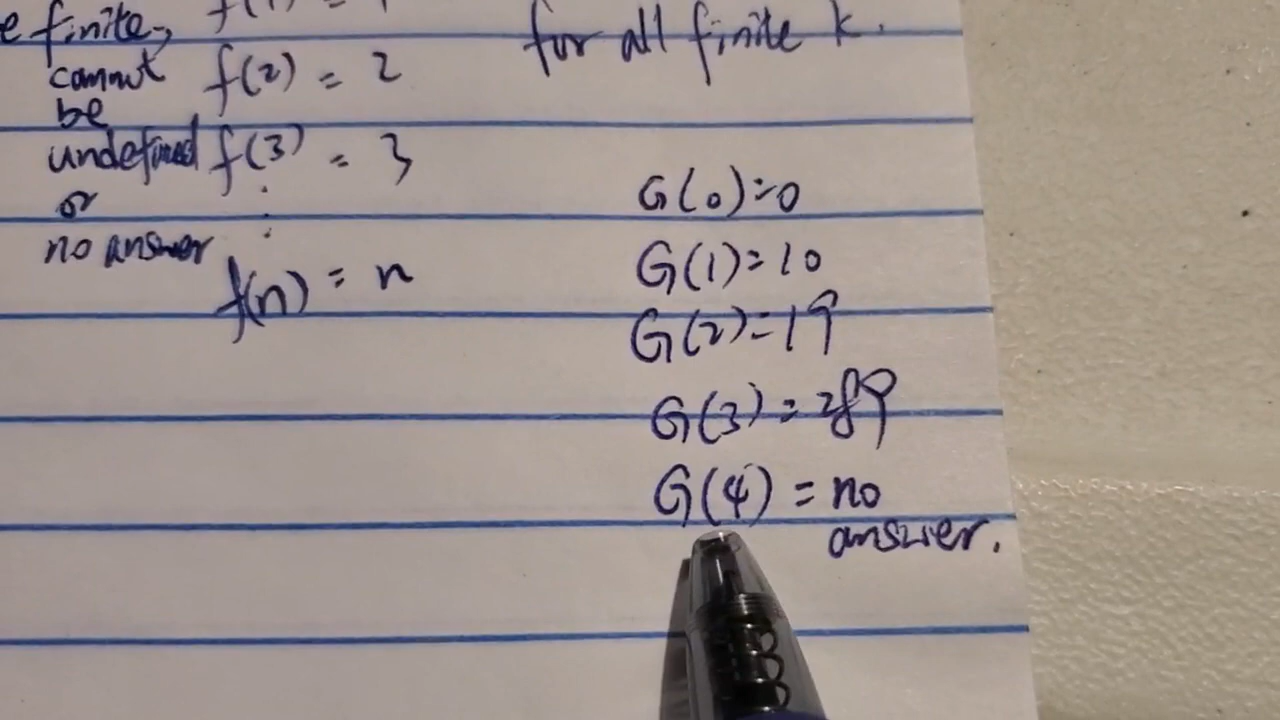 e finite,
cannot
be
undefined
or
no answer
f(2) = 2
f(3) = 3
:
f(n) = n
for all finite k.
G(0)=0
G(1)=10
G(2)=19
G(3)=289
G(4) = no
answer.